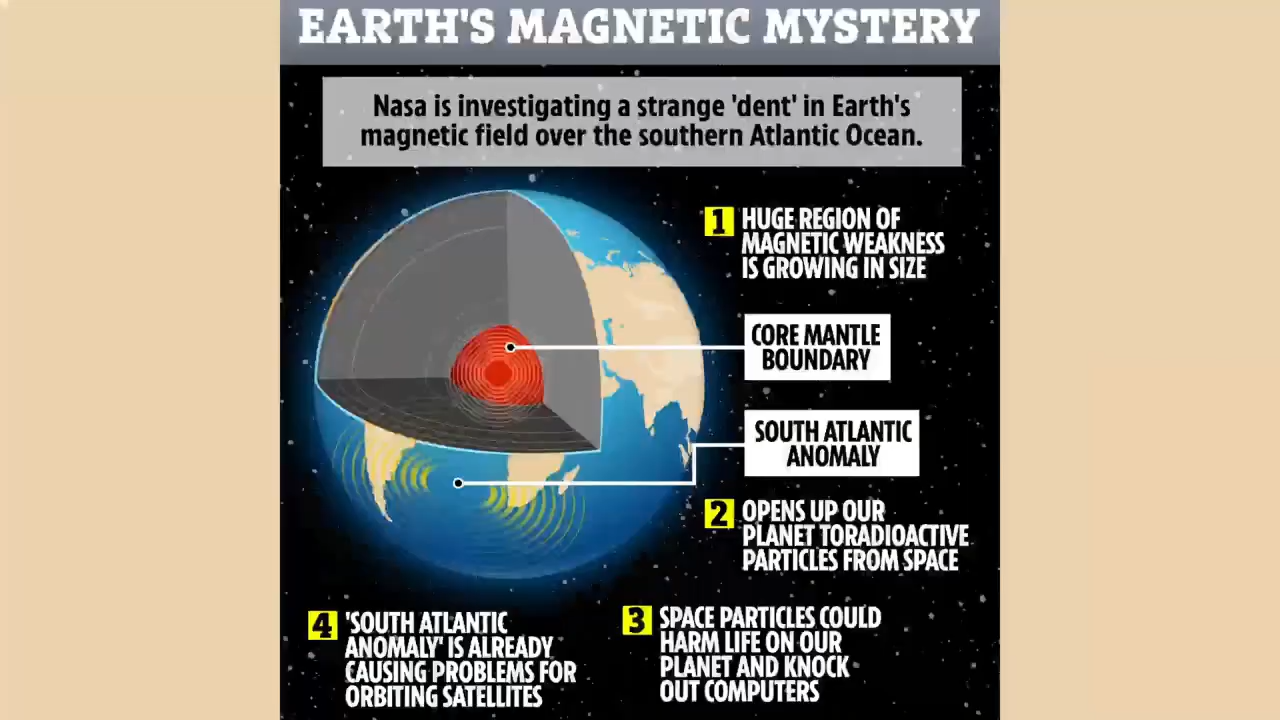 EARTH'S MAGNETIC MYSTERY
Nasa is investigating a strange 'dent' in Earth's
magnetic field over the southern Atlantic Ocean.
1 HUGE REGION OF
MAGNETIC WEAKNESS
IS GROWING IN SIZE
CORE MANTLE
BOUNDARY
SOUTH ATLANTIC
ANOMALY
2 OPENS UP OUR
PLANET TORADIOACTIVE
PARTICLES FROM SPACE
3 SPACE PARTICLES COULD
HARM LIFE ON OUR
PLANET AND KNOCK
OUT COMPUTERS
4 'SOUTH ATLANTIC
ANOMALY' IS ALREADY
CAUSING PROBLEMS FOR
ORBITING SATELLITES